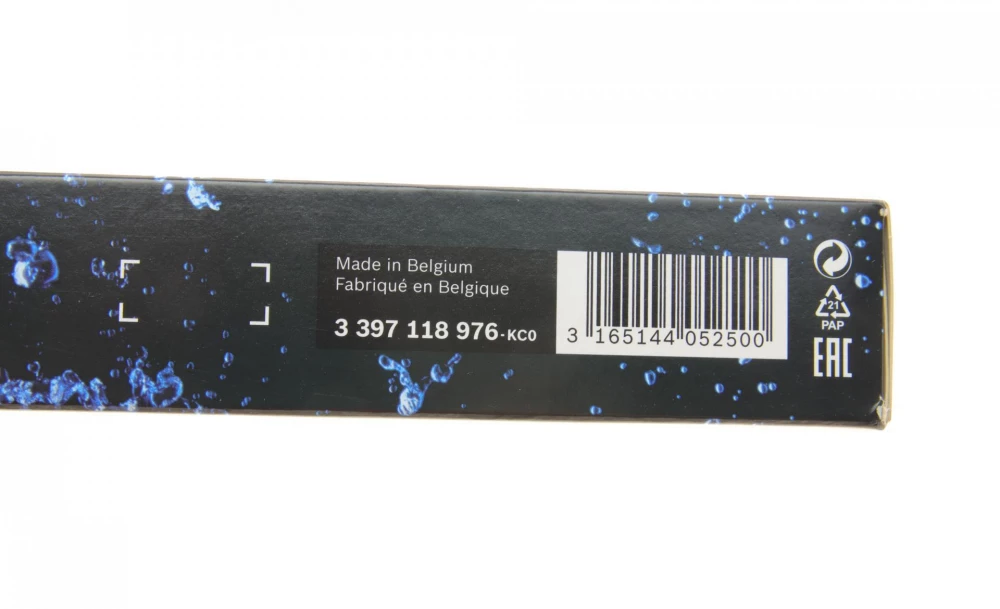 Made in Belgium
Fabriqué en Belgique
3 397 118 976-KC0
3 165144 052500
21
PAP
EAC